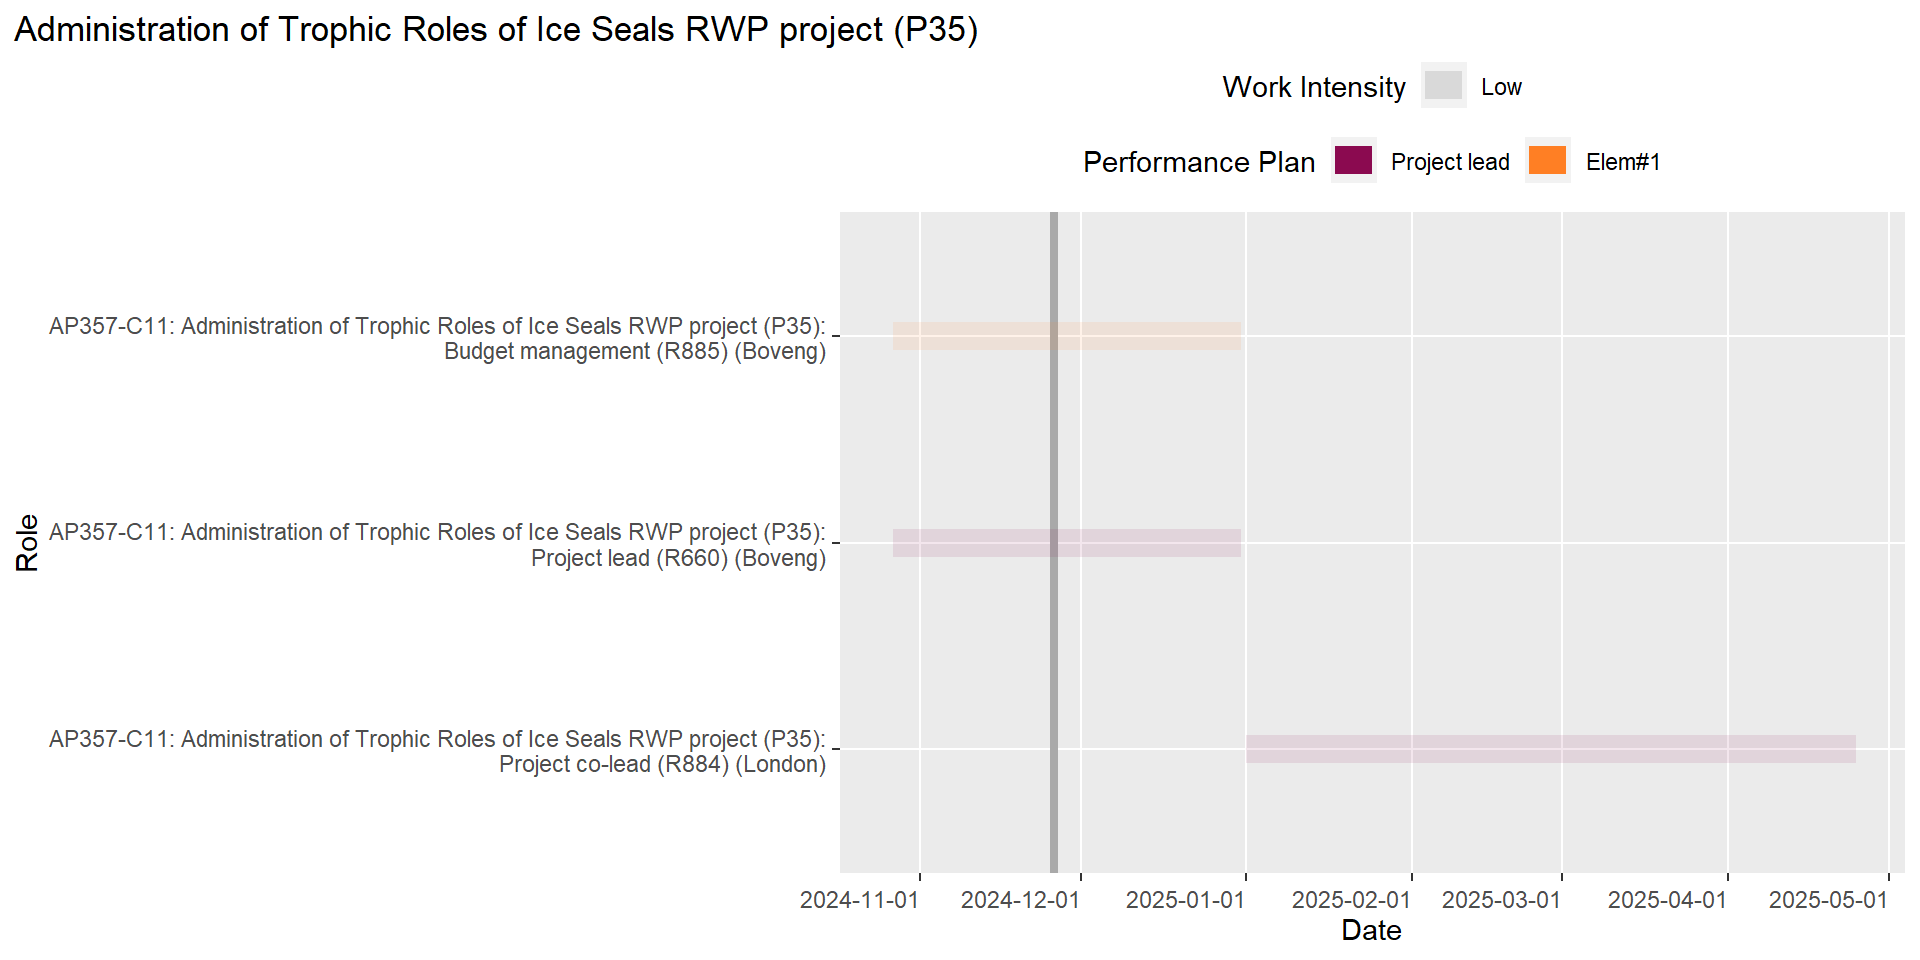 Administration of Trophic Roles of Ice Seals RWP project (P35)
Work Intensity Low
Performance Plan Project lead Elem#1
AP357-C11: Administration of Trophic Roles of Ice Seals RWP project (P35):
Budget management (R885) (Boveng)
AP357-C11: Administration of Trophic Roles of Ice Seals RWP project (P35):
Project lead (R660) (Boveng)
AP357-C11: Administration of Trophic Roles of Ice Seals RWP project (P35):
Project co-lead (R884) (London)
Role
2024-11-01 2024-12-01 2025-01-01 2025-02-01 2025-03-01 2025-04-01 2025-05-01
Date